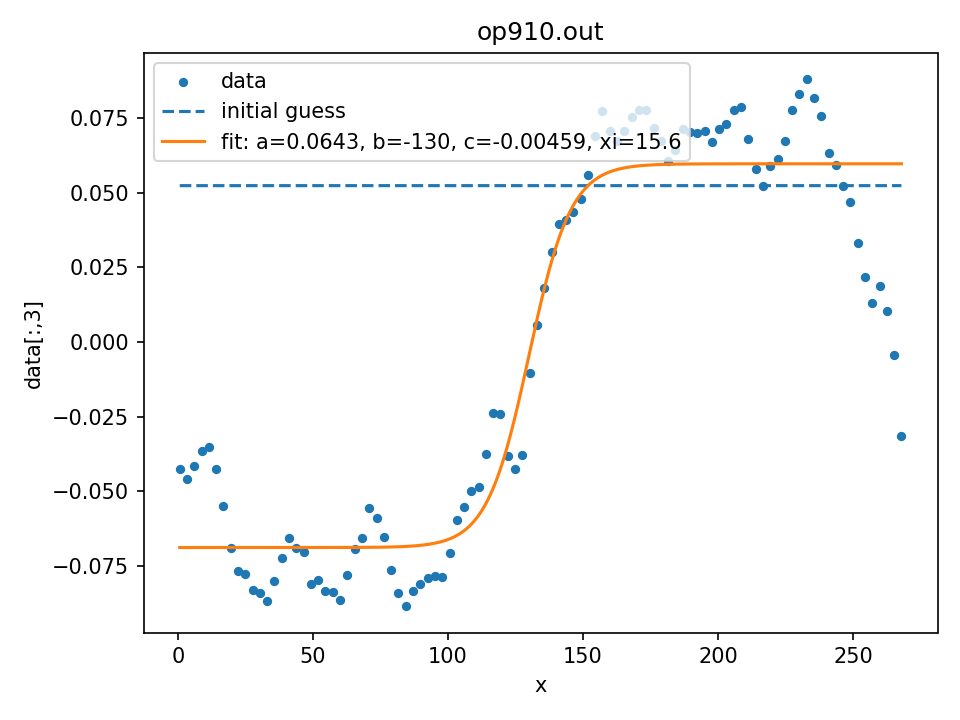 op910.out
data
initial guess
fit: a=0.0643, b=-130, c=-0.00459, xi=15.6
0.075
0.050
0.025
0.000
−0.025
−0.050
−0.075
data[:,3]
0 50 100 150 200 250
x